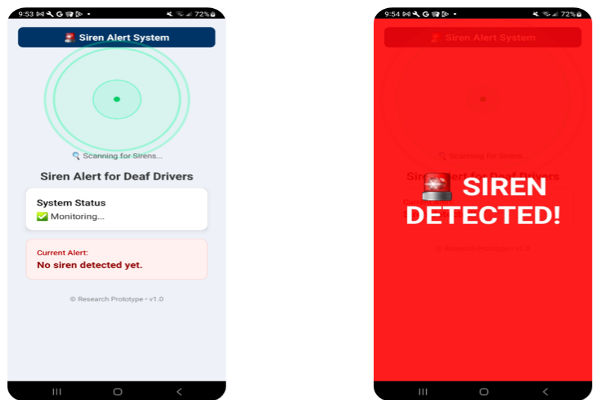 9:53
72%
Siren Alert System
Scanning for Sirens...
Siren Alert for Deaf Drivers
System Status
Monitoring...
Current Alert:
No siren detected yet.
© Research Prototype • v1.0
9:54
72%
Siren Alert System
Scanning for Sirens...
Siren Alert for Deaf Drivers
SIREN
DETECTED!
© Research Prototype • v1.0